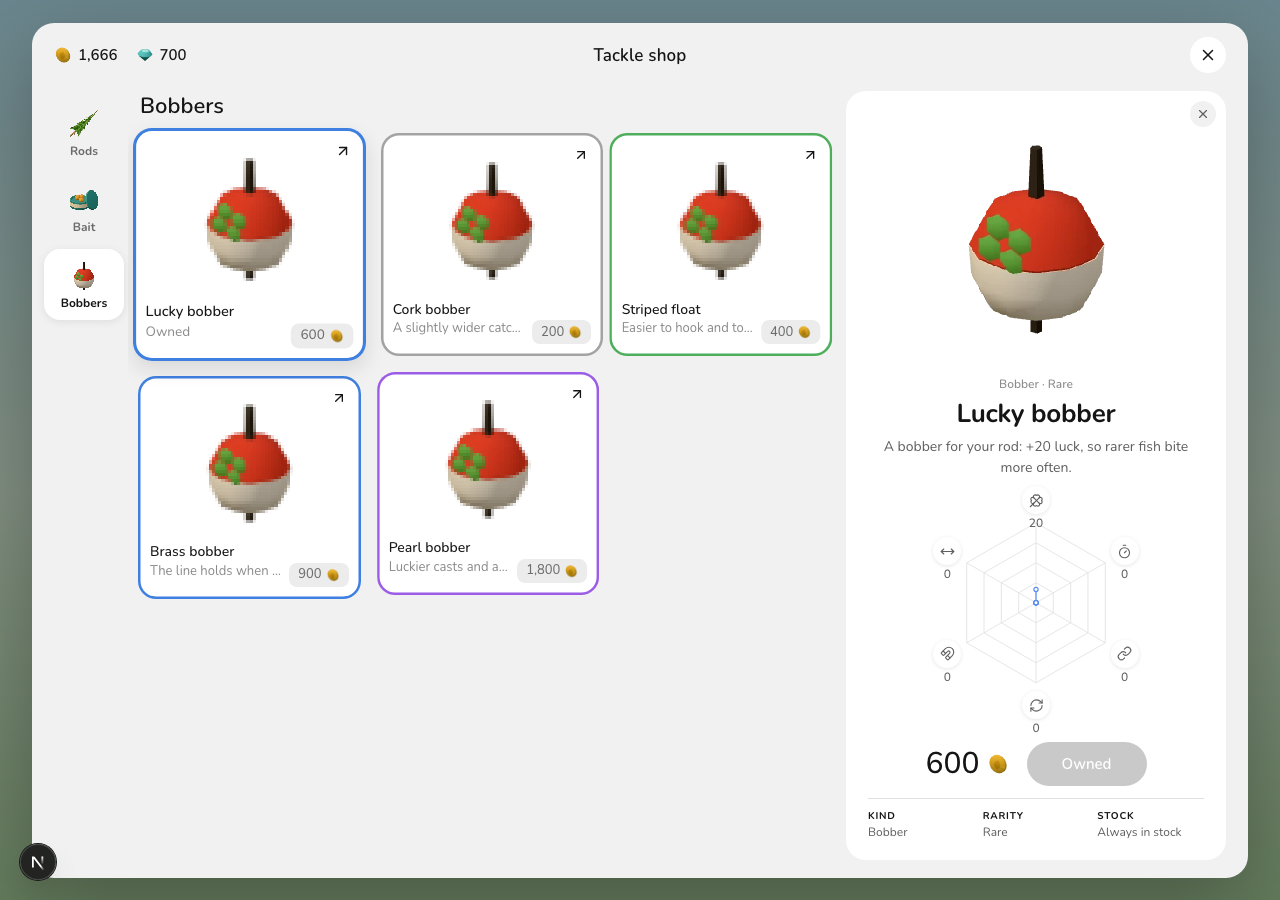 1,666
700
Tackle shop
Rods
Bait
Bobbers
Bobbers
Lucky bobber
Owned
600
Cork bobber
A slightly wider catc...
200
Striped float
Easier to hook and to...
400
Brass bobber
The line holds when ...
900
Pearl bobber
Luckier casts and a...
1,800
Bobber · Rare
Lucky bobber
A bobber for your rod: +20 luck, so rarer fish bite
more often.
20
0
0
0
0
0
600
Owned
KIND
RARITY
STOCK
Bobber
Rare
Always in stock
N